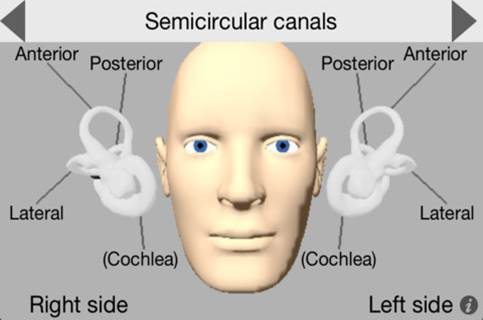 Semicircular canals
Anterior
Posterior
Posterior
Anterior
Lateral
Lateral
(Cochlea)
(Cochlea)
Right side
Left side i